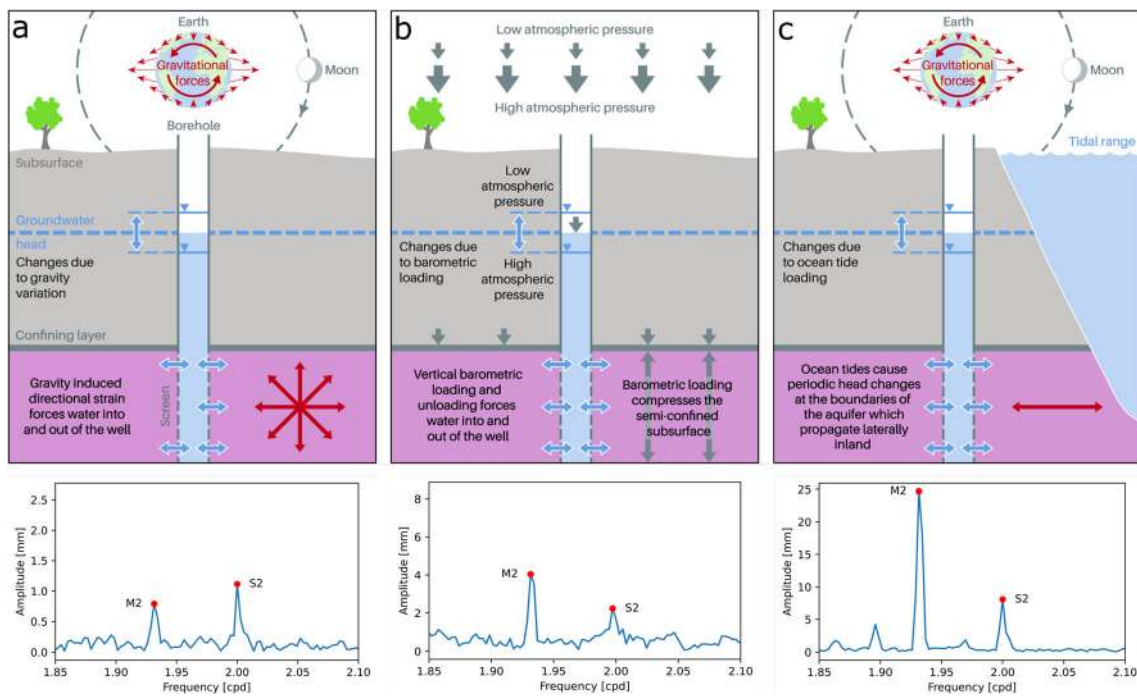 a
Earth
Gravitational
forces
Moon
Borehole
Subsurface
Groundwater
head
Changes due
to gravity
variation
Confining layer
Gravity induced
directional strain
forces water into
and out of the well
Screen
b
Low atmospheric pressure
High atmospheric pressure
Low
atmospheric
pressure
Changes due
to barometric
loading
High
atmospheric
pressure
Vertical barometric
loading and
unloading forces
water into and
out of the well
Barometric loading
compresses the
semi-confined
subsurface
c
Earth
Gravitational
forces
Moon
Tidal range
Changes due
to ocean tide
loading
Ocean tides cause
periodic head changes
at the boundaries of
the aquifer which
propagate laterally
inland
Amplitude [mm]
2.5
2.0
1.5
1.0
0.5
0.0
M2
S2
1.85 1.90 1.95 2.00 2.05 2.10
Frequency [cpd]
Amplitude [mm]
8
6
4
2
0
M2
S2
1.85 1.90 1.95 2.00 2.05 2.10
Frequency [cpd]
Amplitude [mm]
25
20
15
10
5
0
M2
S2
1.85 1.90 1.95 2.00 2.05 2.10
Frequency [cpd]